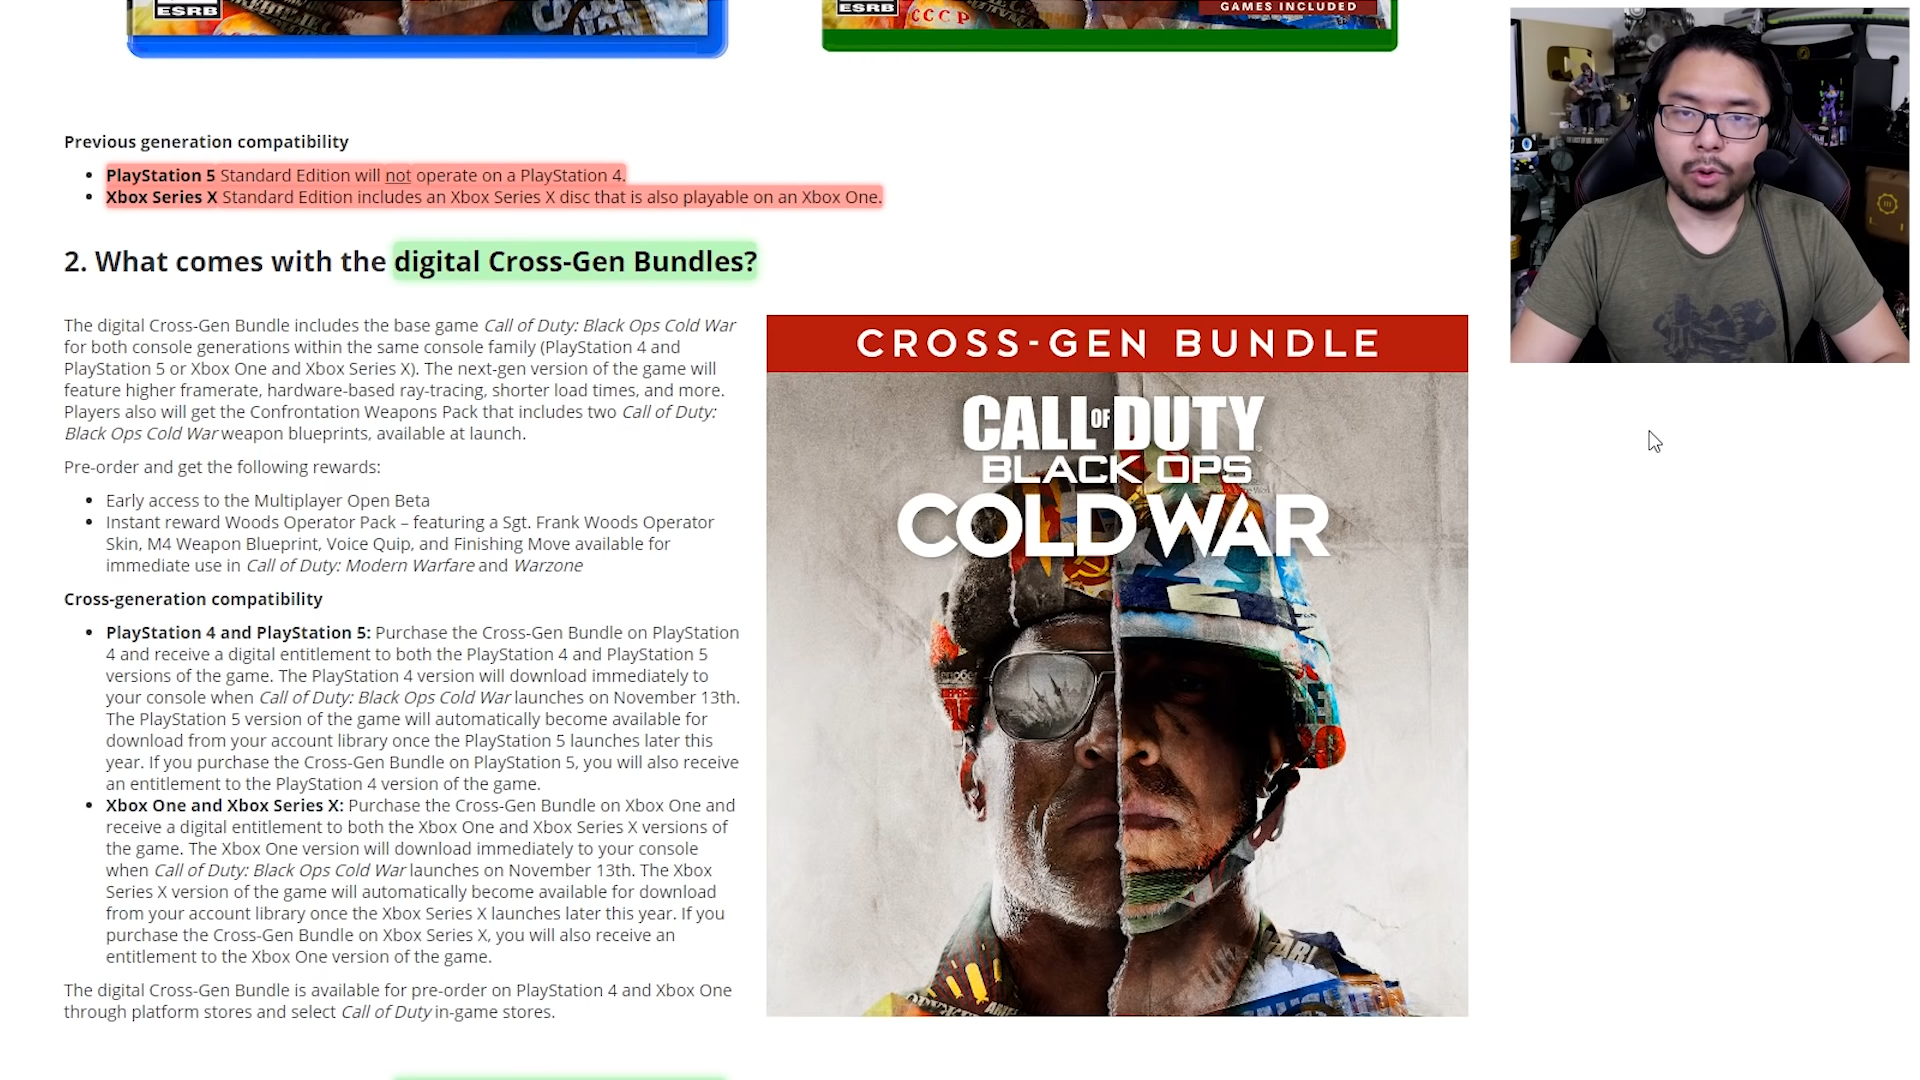 ESRB
ESRB
CCCP
GAMES INCLUDED
Previous generation compatibility
PlayStation 5 Standard Edition will not operate on a PlayStation 4.
Xbox Series X Standard Edition includes an Xbox Series X disc that is also playable on an Xbox One.
2. What comes with the digital Cross-Gen Bundles?
The digital Cross-Gen Bundle includes the base game Call of Duty: Black Ops Cold War
for both console generations within the same console family (PlayStation 4 and
PlayStation 5 or Xbox One and Xbox Series X). The next-gen version of the game will
feature higher framerate, hardware-based ray-tracing, shorter load times, and more.
Players also will get the Confrontation Weapons Pack that includes two Call of Duty:
Black Ops Cold War weapon blueprints, available at launch.
Pre-order and get the following rewards:
Early access to the Multiplayer Open Beta
Instant reward Woods Operator Pack – featuring a Sgt. Frank Woods Operator
Skin, M4 Weapon Blueprint, Voice Quip, and Finishing Move available for
immediate use in Call of Duty: Modern Warfare and Warzone
Cross-generation compatibility
PlayStation 4 and PlayStation 5: Purchase the Cross-Gen Bundle on PlayStation
4 and receive a digital entitlement to both the PlayStation 4 and PlayStation 5
versions of the game. The PlayStation 4 version will download immediately to
your console when Call of Duty: Black Ops Cold War launches on November 13th.
The PlayStation 5 version of the game will automatically become available for
download from your account library once the PlayStation 5 launches later this
year. If you purchase the Cross-Gen Bundle on PlayStation 5, you will also receive
an entitlement to the PlayStation 4 version of the game.
Xbox One and Xbox Series X: Purchase the Cross-Gen Bundle on Xbox One and
receive a digital entitlement to both the Xbox One and Xbox Series X versions of
the game. The Xbox One version will download immediately to your console
when Call of Duty: Black Ops Cold War launches on November 13th. The Xbox
Series X version of the game will automatically become available for download
from your account library once the Xbox Series X launches later this year. If you
purchase the Cross-Gen Bundle on Xbox Series X, you will also receive an
entitlement to the Xbox One version of the game.
The digital Cross-Gen Bundle is available for pre-order on PlayStation 4 and Xbox One
through platform stores and select Call of Duty in-game stores.
CROSS-GEN BUNDLE
CALL OF DUTY
BLACK OPS
COLD WAR